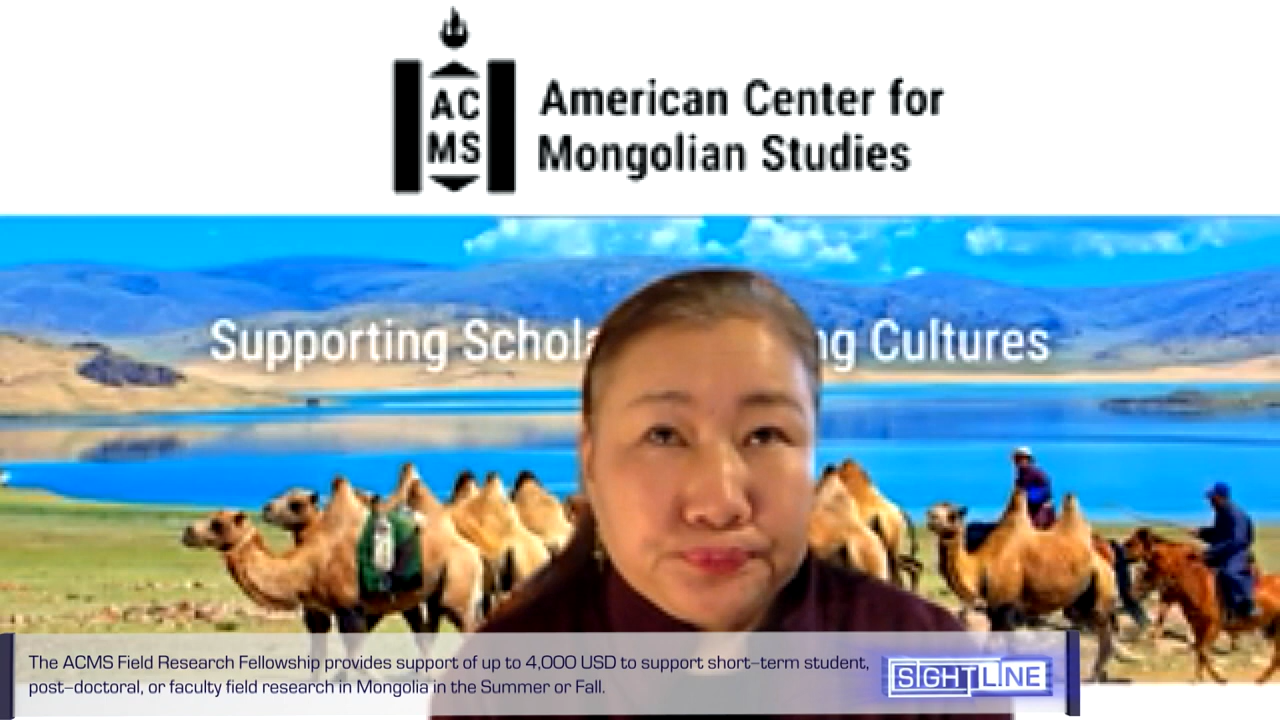 AC
MS
American Center for
Mongolian Studies
Supporting ng Cultures
The ACMS Field Research Fellowship provides support of up to 4,000 USD to support short-term student,
post-doctoral, or faculty field research in Mongolia in the Summer or Fall.
SIGHTLINE